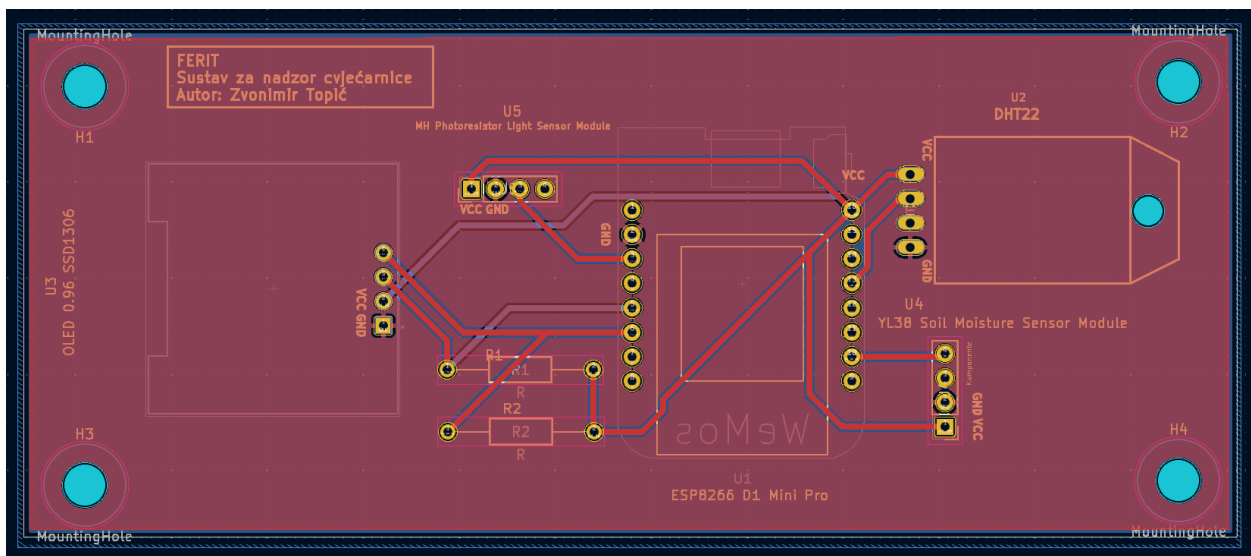 MountingHole
MountingHole
FERIT
Sustav za nadzor cvjećarnice
Autor: Zvonimir Topić
H1
U5
MH Photoresistor Light Sensor Module
U2
DHT22
H2
VCC
VCC
VCC GND
GND
GND
U3
OLED 0.96 SSD1306
VCC GND
U4
YL38 Soil Moisture Sensor Module
Komponente
R1
R1
R
R2
R2
R
GND VCC
WeMos
H3
H4
U1
ESP8266 D1 Mini Pro
MountingHole
MountingHole